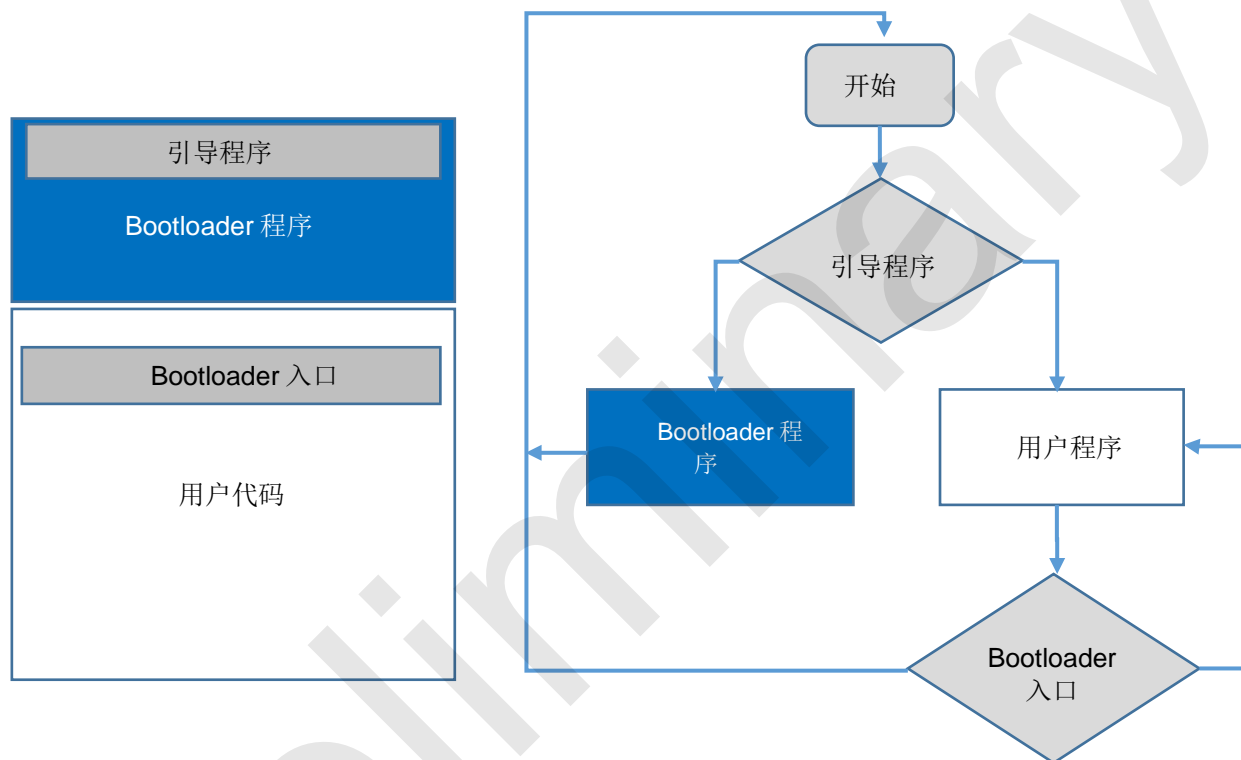 引导程序
Bootloader 程序
Bootloader 入口
用户代码
开始
引导程序
Bootloader 程
序
用户程序
Bootloader
入口
eliminary